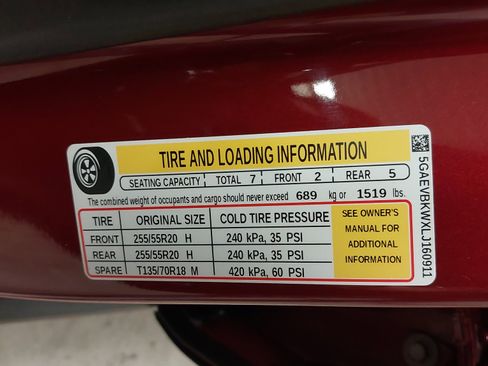 TIRE AND LOADING INFORMATION
SEATING CAPACITY TOTAL 7 FRONT 2 REAR 5
The combined weight of occupants and cargo should never exceed 689 kg or 1519 lbs.
TIRE ORIGINAL SIZE COLD TIRE PRESSURE
FRONT 255/55R20 H 240 kPa, 35 PSI
REAR 255/55R20 H 240 kPa, 35 PSI
SPARE T135/70R18 M 420 kPa, 60 PSI
SEE OWNER'S
MANUAL FOR
ADDITIONAL
INFORMATION
5GAEVBKWXLJ160911